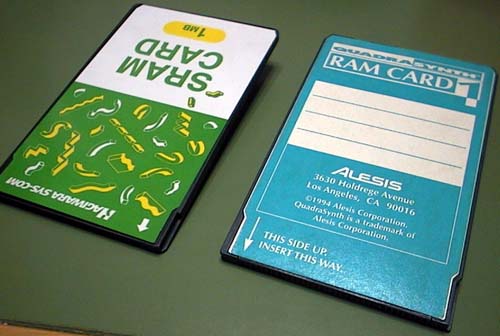 SRAM
CARD
1MB
HAGIWARA SYS-COM
QUADRASYNTH
RAM CARD 1
ALESIS
3630 Holdrege Avenue
Los Angeles, CA 90016
©1994 Alesis Corporation.
QuadraSynth is a trademark of
Alesis Corporation.
THIS SIDE UP.
INSERT THIS WAY.